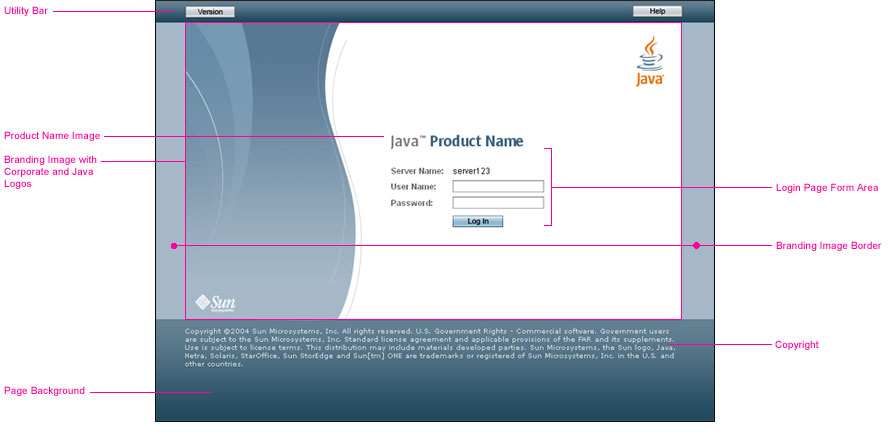 Utility Bar
Version
Help
Java
Product Name Image
Java™ Product Name
Branding Image with
Corporate and Java
Logos
Server Name: server123
User Name:
Password:
Log In
Login Page Form Area
Branding Image Border
Sun
microsystems
Copyright ©2004 Sun Microsystems, Inc. All rights reserved. U.S. Government Rights - Commercial software. Government users
are subject to the Sun Microsystems, Inc. Standard license agreement and applicable provisions of the FAR and its supplements.
Use is subject to license terms. This distribution may include materials developed parties. Sun Microsystems, the Sun logo, Java,
Netra, Solaris, StarOffice, Sun StorEdge and Sun[tm] ONE are trademarks or registered of Sun Microsystems, Inc. in the U.S. and
other countries.
Copyright
Page Background